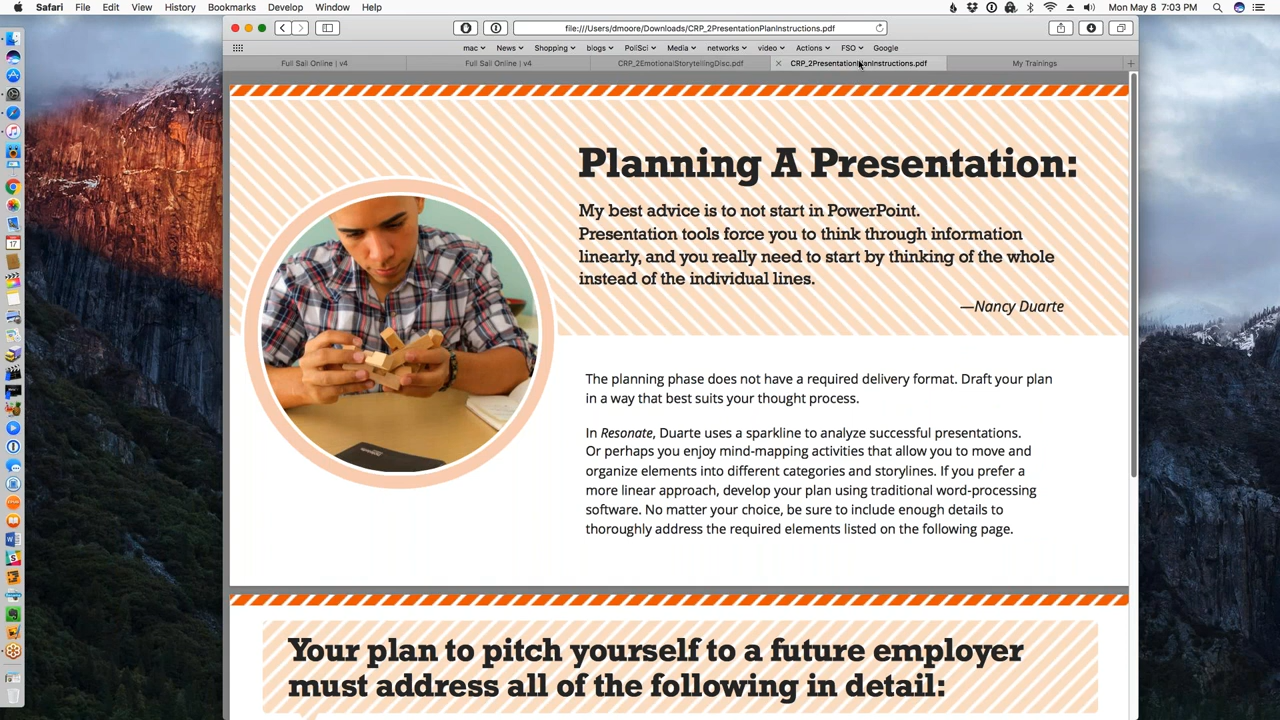 Safari File Edit View History Bookmarks Develop Window Help
Mon May 8 7:03 PM
file:///Users/dmoore/Downloads/CRP_2PresentationPlanInstructions.pdf
mac News Shopping blogs PoliSci Media networks video Actions FSO Google
Full Sail Online | v4
Full Sail Online | v4
CRP_2EmotionalStorytellingDisc.pdf
CRP_2PresentationPlanInstructions.pdf
My Trainings
Planning A Presentation:
My best advice is to not start in PowerPoint.
Presentation tools force you to think through information
linearly, and you really need to start by thinking of the whole
instead of the individual lines.
—Nancy Duarte
The planning phase does not have a required delivery format. Draft your plan
in a way that best suits your thought process.
In Resonate, Duarte uses a sparkline to analyze successful presentations.
Or perhaps you enjoy mind-mapping activities that allow you to move and
organize elements into different categories and storylines. If you prefer a
more linear approach, develop your plan using traditional word-processing
software. No matter your choice, be sure to include enough details to
thoroughly address the required elements listed on the following page.
Your plan to pitch yourself to a future employer
must address all of the following in detail:
17